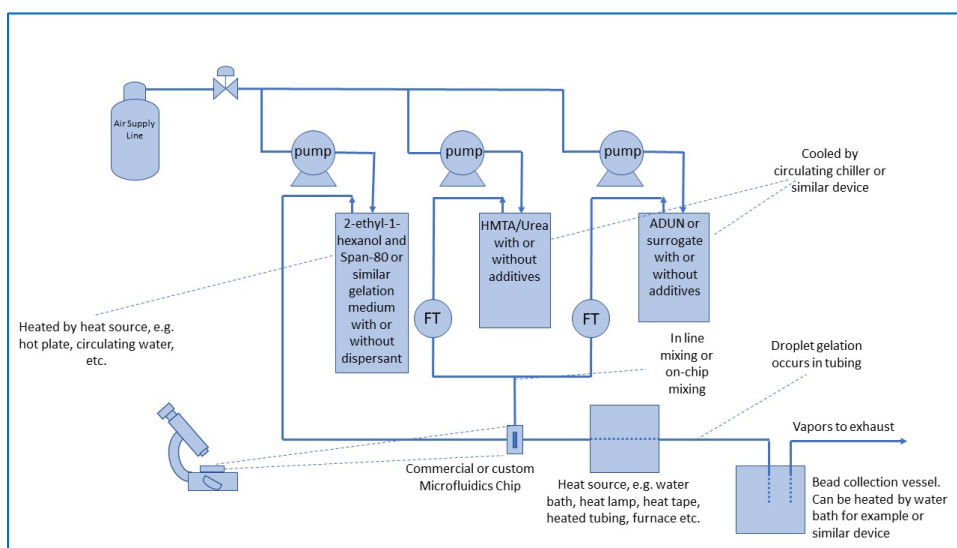 Air Supply
Line
pump
pump
pump
Cooled by
circulating chiller or
similar device
2-ethyl-1-
hexanol and
Span-80 or
similar
gelation
medium
with or
without
dispersant
HMTA/Urea
with or
without
additives
ADUN or
surrogate
with or
without
additives
Heated by heat source, e.g.
hot plate, circulating water,
etc.
FT
FT
In line
mixing or
on-chip
mixing
Droplet gelation
occurs in tubing
Vapors to exhaust
Commercial or custom
Microfluidics Chip
Heat source, e.g. water
bath, heat lamp, heat tape,
heated tubing, furnace etc.
Bead collection vessel.
Can be heated by water
bath for example or
similar device